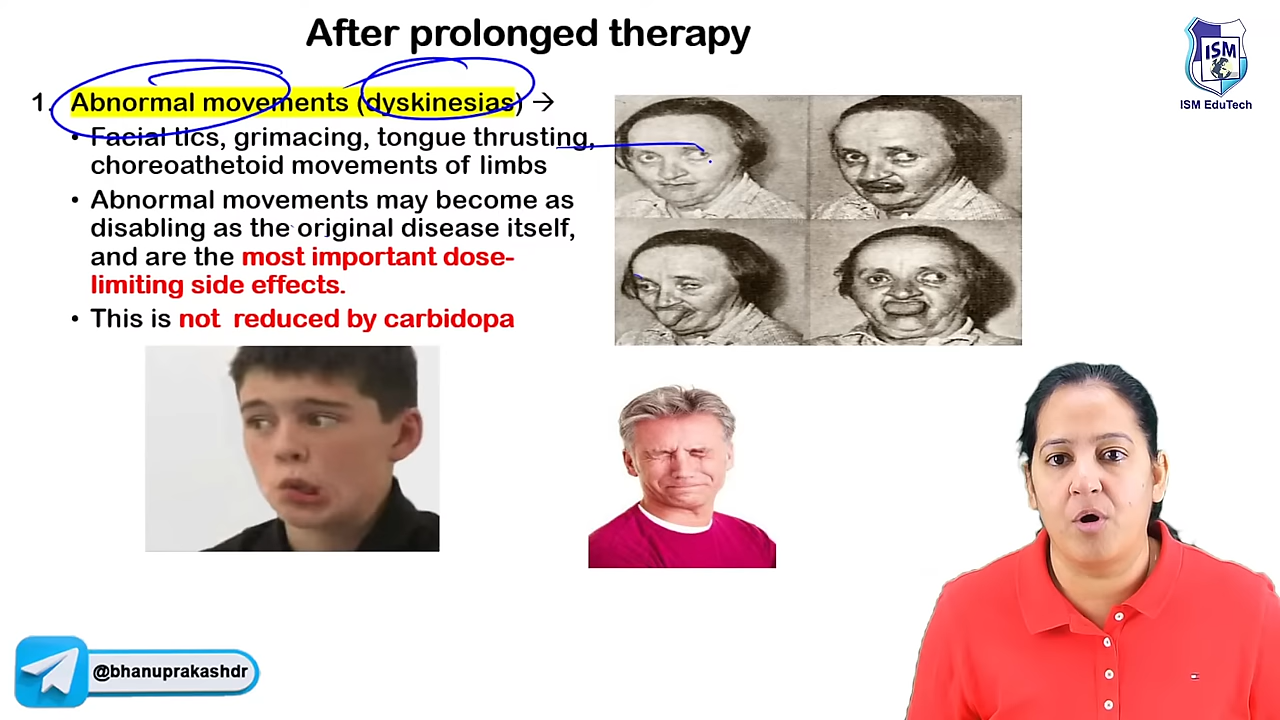 After prolonged therapy
ISM
ISM EduTech
1. Abnormal movements (dyskinesias) →
• Facial tics, grimacing, tongue thrusting,
choreoathetoid movements of limbs
• Abnormal movements may become as
disabling as the original disease itself,
and are the most important dose-
limiting side effects.
• This is not reduced by carbidopa
@bhanuprakashdr